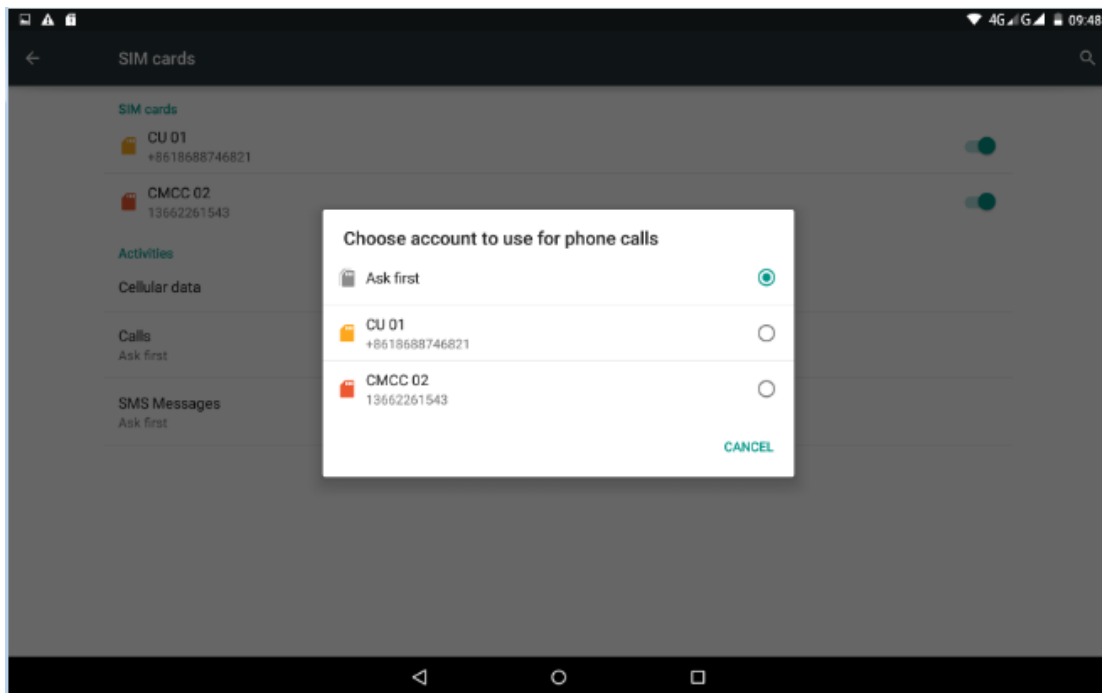 4G G 09:48
SIM cards
SIM cards
CU 01
+8618688746821
CMCC 02
13662261543
Activities
Cellular data
Calls
Ask first
SMS Messages
Ask first
Choose account to use for phone calls
Ask first
CU 01
+8618688746821
CMCC 02
13662261543
CANCEL